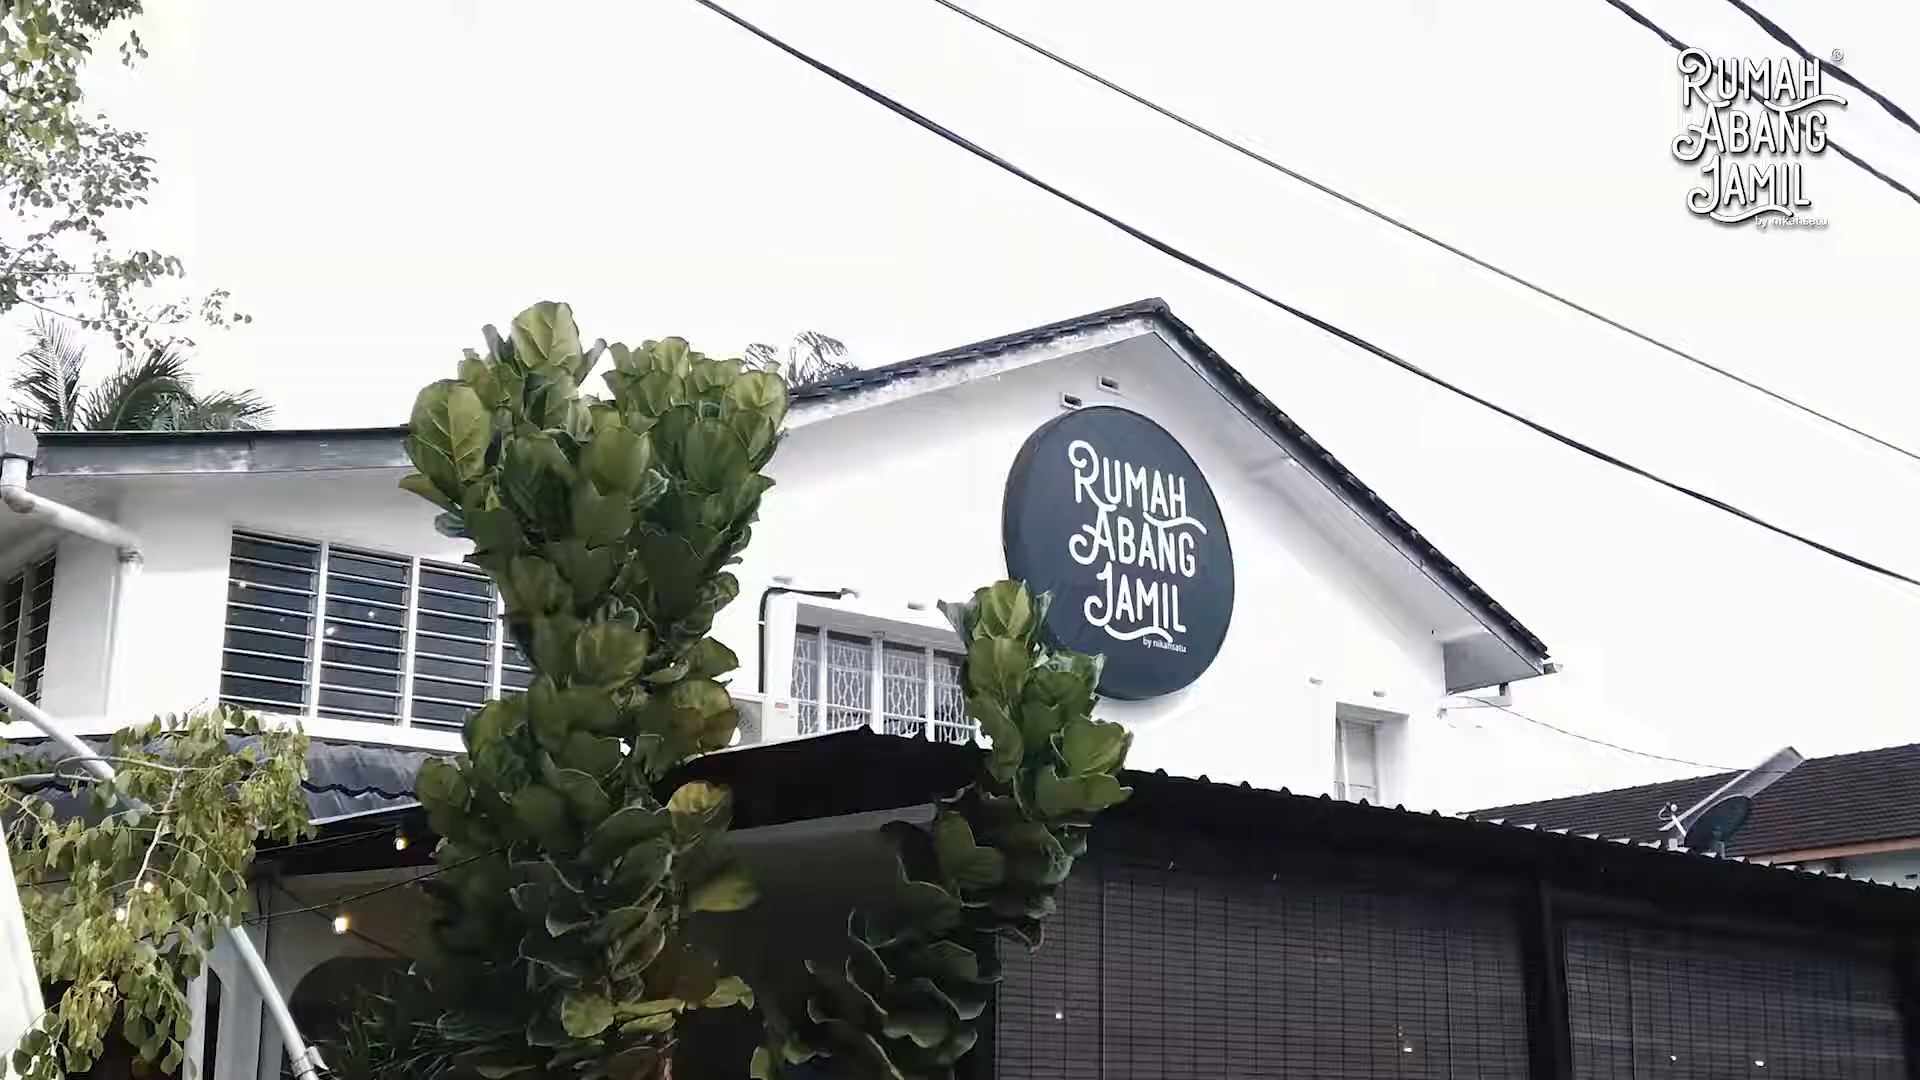 RUMAH
ABANG
JAMIL
by nikahsatu
RUMAH ®
ABANG
JAMIL
by nikahsatu